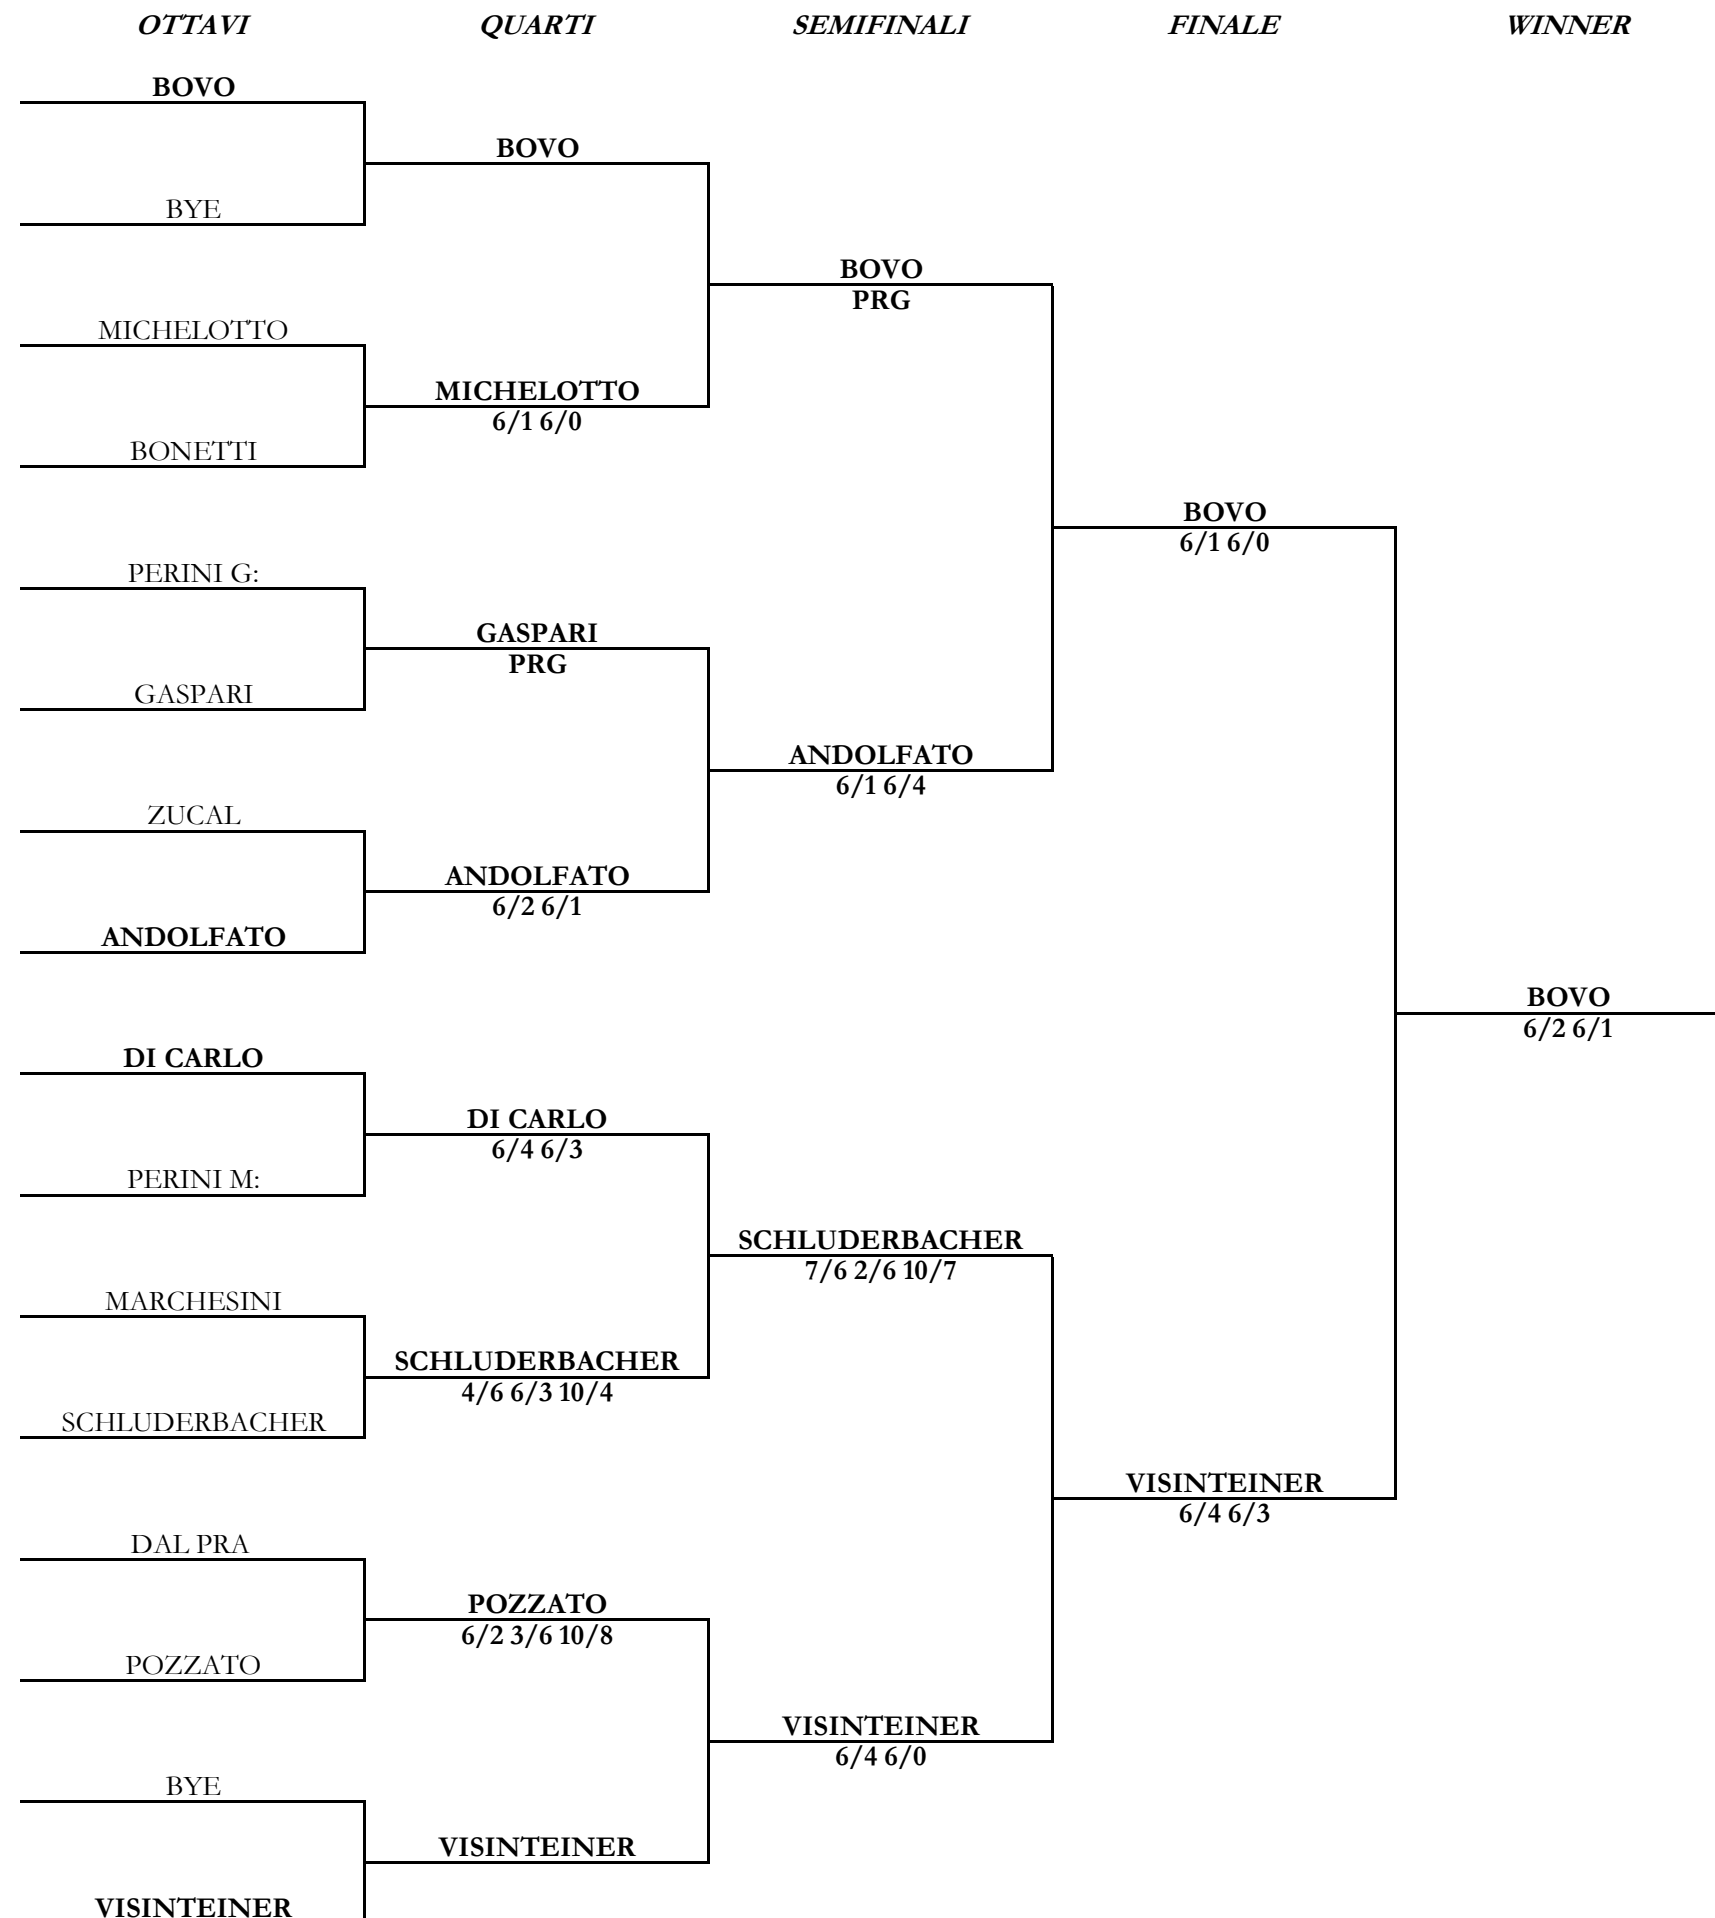 OTTAVI QUARTI SEMIFINALI FINALE WINNER
BOVO
BOVO
BYE
BOVO
PRG
MICHELOTTO
MICHELOTTO
6/1 6/0
BONETTI
BOVO
6/1 6/0
PERINI G:
GASPARI
PRG
GASPARI
ANDOLFATO
6/1 6/4
ZUCAL
ANDOLFATO
6/2 6/1
ANDOLFATO
BOVO
6/2 6/1
DI CARLO
DI CARLO
6/4 6/3
PERINI M:
SCHLUDERBACHER
7/6 2/6 10/7
MARCHESINI
SCHLUDERBACHER
4/6 6/3 10/4
SCHLUDERBACHER
VISINTEINER
6/4 6/3
DAL PRA
POZZATO
6/2 3/6 10/8
POZZATO
VISINTEINER
6/4 6/0
BYE
VISINTEINER
VISINTEINER